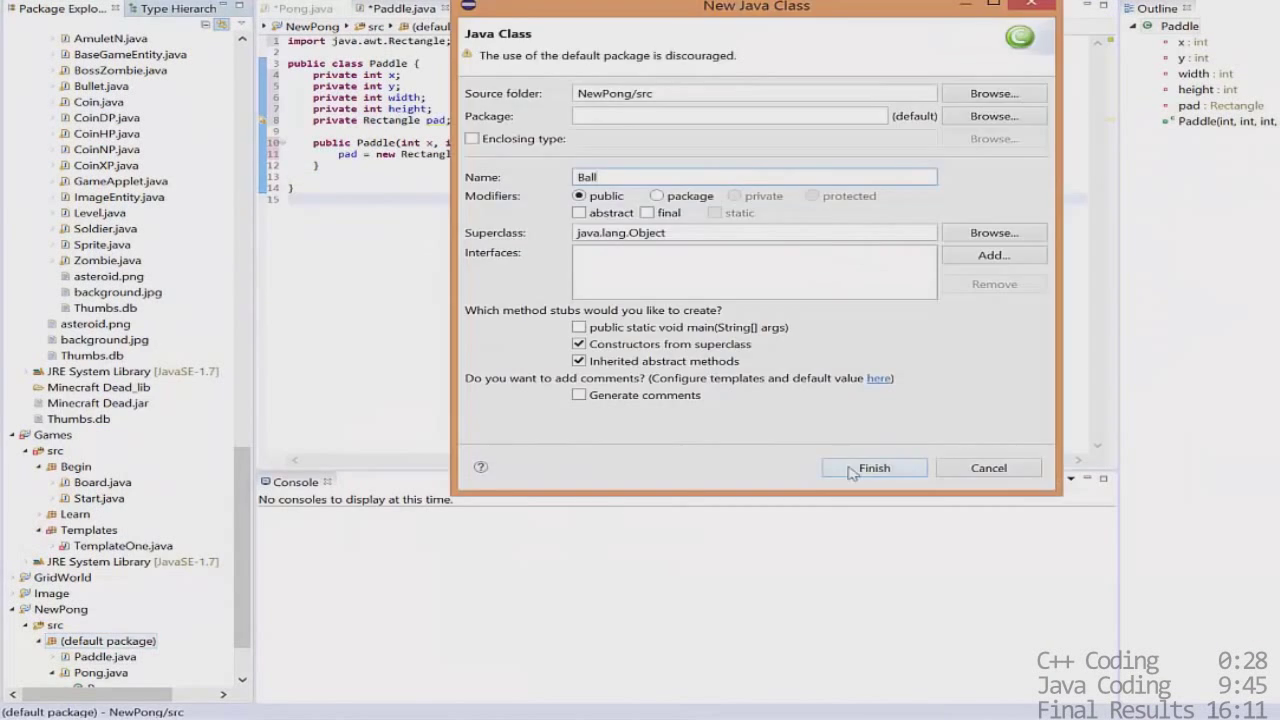 Package Explo...
Type Hierarch
*Pong.java
*Paddle.java
New Java Class
Outline
AmuletN.java
BaseGameEntity.java
BossZombie.java
Bullet.java
Coin.java
CoinDP.java
CoinHP.java
CoinNP.java
CoinXP.java
GameApplet.java
ImageEntity.java
Level.java
Soldier.java
Sprite.java
Zombie.java
asteroid.png
background.jpg
Thumbs.db
asteroid.png
background.jpg
Thumbs.db
JRE System Library [JavaSE-1.7]
Minecraft Dead_lib
Minecraft Dead.jar
Thumbs.db
Games
src
Begin
Board.java
Start.java
Learn
Templates
TemplateOne.java
JRE System Library [JavaSE-1.7]
GridWorld
Image
NewPong
src
(default package)
Paddle.java
Pong.java
(default package) - NewPong/src
NewPong
src
(defau
1 import java.awt.Rectangle;
2
3 public class Paddle {
4 private int x;
5 private int y;
6 private int width;
7 private int height;
8 private Rectangle pad;
9
10 public Paddle(int x, i
11 pad = new Rectangl
12 }
13
14 }
15
Java Class
The use of the default package is discouraged.
Source folder: NewPong/src Browse...
Package: (default) Browse...
Enclosing type: Browse...
Name: Ball
Modifiers: public package private protected
abstract final static
Superclass: java.lang.Object Browse...
Interfaces: Add...
Remove
Which method stubs would you like to create?
public static void main(String[] args)
Constructors from superclass
Inherited abstract methods
Do you want to add comments? (Configure templates and default value here)
Generate comments
? Finish Cancel
Console
No consoles to display at this time.
Paddle
x : int
y : int
width : int
height : int
pad : Rectangle
Paddle(int, int, int,
C++ Coding 0:28
Java Coding 9:45
Final Results 16:11